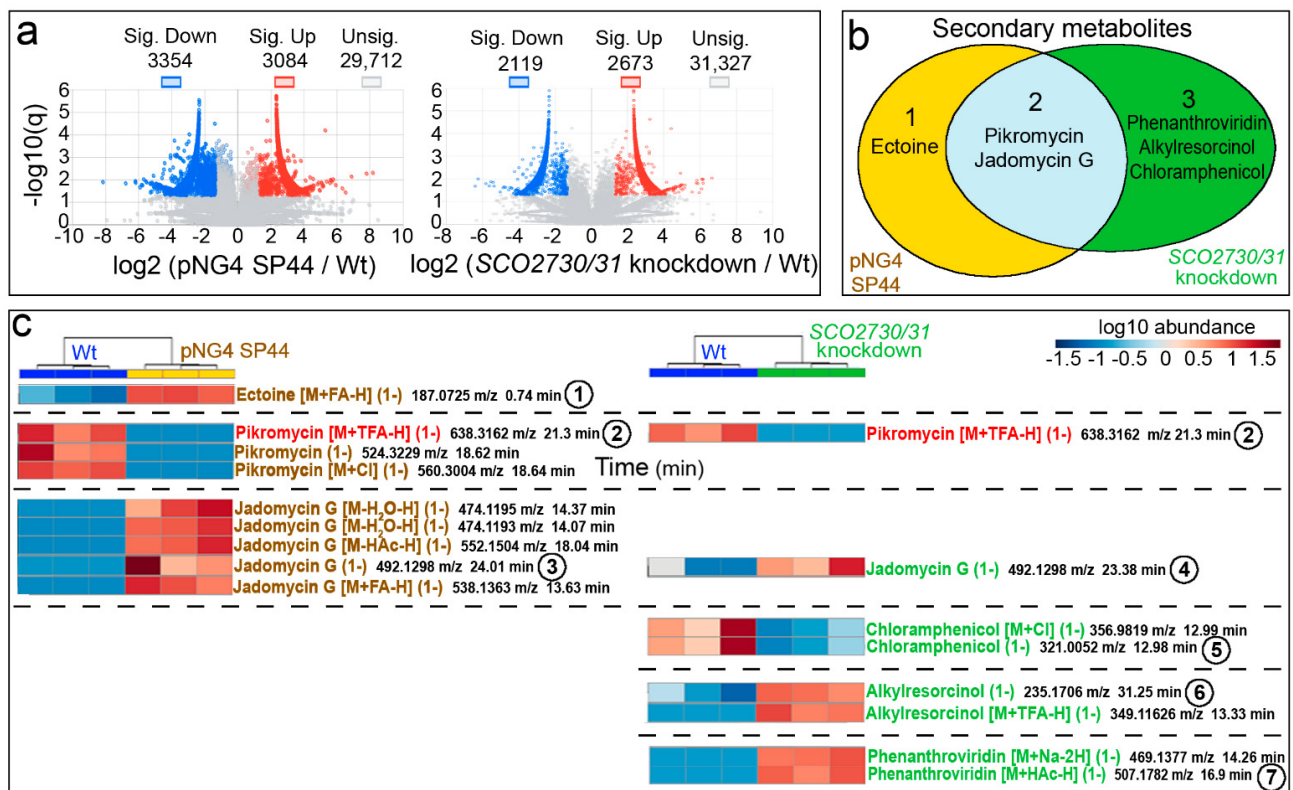 a
Sig. Down Sig. Up Unsig.
3354 3084 29,712
Sig. Down Sig. Up Unsig.
2119 2673 31,327
-log10(q)
6
5
4
3
2
1
0
-10 -8 -6 -4 -2 0 2 4 6 8 10
log2 (pNG4 SP44 / Wt)
6
5
4
3
2
1
0
-10 -8 -6 -4 -2 0 2 4 6 8 10
log2 (SCO2730/31 knockdown / Wt)
b
Secondary metabolites
1
Ectoine
2
Pikromycin
Jadomycin G
3
Phenanthroviridin
Alkylresorcinol
Chloramphenicol
pNG4
SP44
SCO2730/31
knockdown
c
Wt
pNG4 SP44
Wt
SCO2730/31
knockdown
log10 abundance
-1.5 -1 -0.5 0 0.5 1 1.5
Ectoine [M+FA-H] (1-) 187.0725 m/z 0.74 min 1
Pikromycin [M+TFA-H] (1-) 638.3162 m/z 21.3 min 2
Pikromycin (1-) 524.3229 m/z 18.62 min
Pikromycin [M+Cl] (1-) 560.3004 m/z 18.64 min
Time (min)
Pikromycin [M+TFA-H] (1-) 638.3162 m/z 21.3 min 2
Jadomycin G [M-H2O-H] (1-) 474.1195 m/z 14.37 min
Jadomycin G [M-H2O-H] (1-) 474.1193 m/z 14.07 min
Jadomycin G [M-HAc-H] (1-) 552.1504 m/z 18.04 min
Jadomycin G (1-) 492.1298 m/z 24.01 min 3
Jadomycin G [M+FA-H] (1-) 538.1363 m/z 13.63 min
Jadomycin G (1-) 492.1298 m/z 23.38 min 4
Chloramphenicol [M+Cl] (1-) 356.9819 m/z 12.99 min
Chloramphenicol (1-) 321.0052 m/z 12.98 min 5
Alkylresorcinol (1-) 235.1706 m/z 31.25 min 6
Alkylresorcinol [M+TFA-H] (1-) 349.11626 m/z 13.33 min
Phenanthroviridin [M+Na-2H] (1-) 469.1377 m/z 14.26 min
Phenanthroviridin [M+HAc-H] (1-) 507.1782 m/z 16.9 min 7